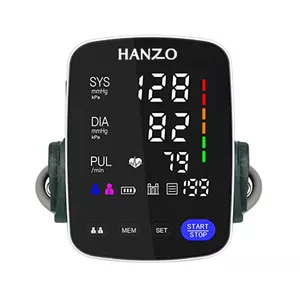 HANZO
SYS
mmHg
kPa
128
DIA
mmHg
kPa
82
PUL
/min
79
199
MEM
SET
START
STOP